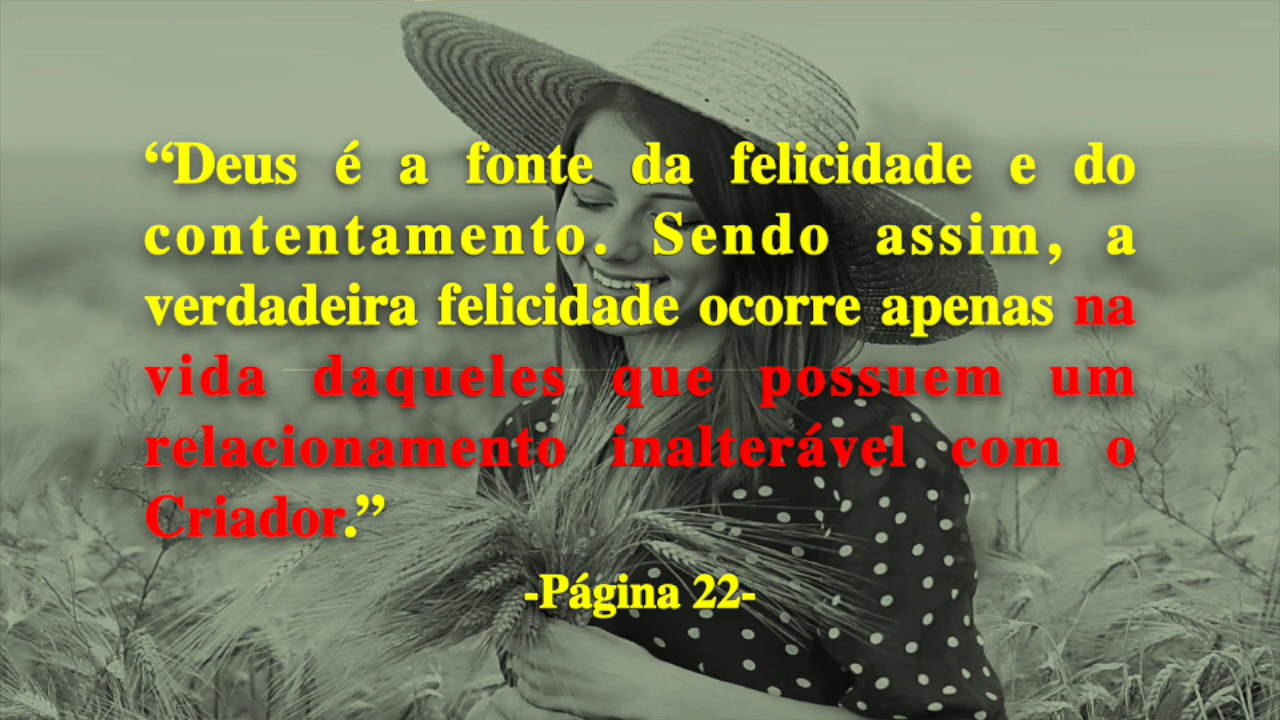 “Deus é a fonte da felicidade e do
contentamento. Sendo assim, a
verdadeira felicidade ocorre apenas na
vida daqueles que possuem um
relacionamento inalterável com o
Criador.”
-Página 22-